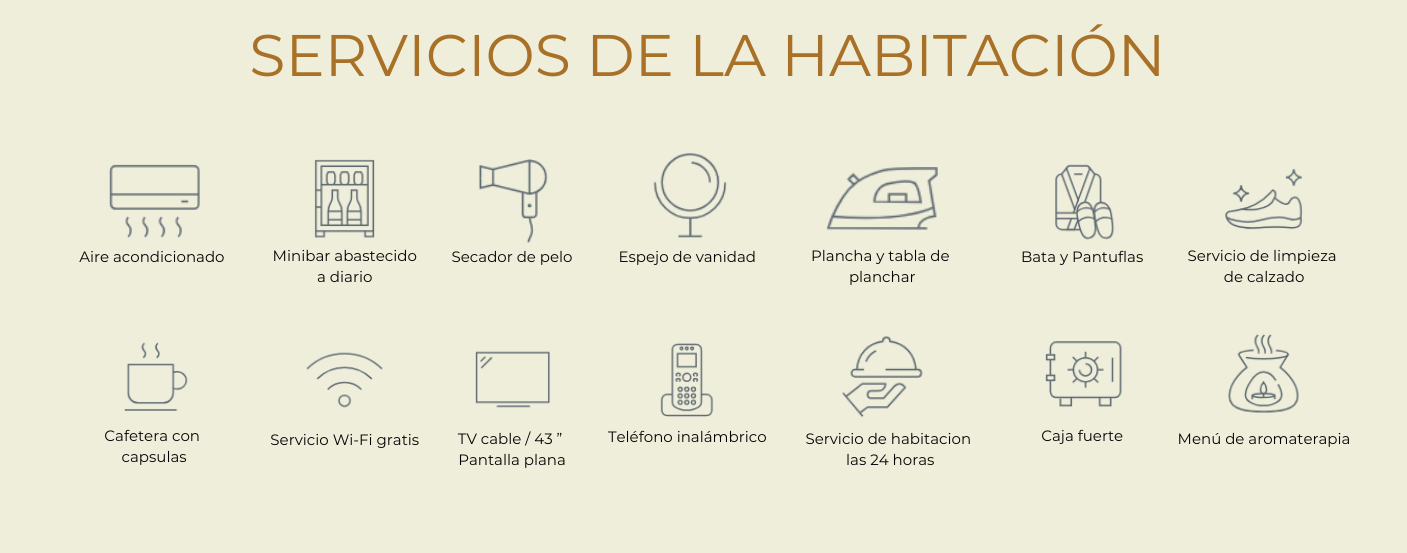 SERVICIOS DE LA HABITACIÓN
Aire acondicionado
Minibar abastecido
a diario
Secador de pelo
Espejo de vanidad
Plancha y tabla de
planchar
Bata y Pantuflas
Servicio de limpieza
de calzado
Cafetera con
capsulas
Servicio Wi-Fi gratis
TV cable / 43 ”
Pantalla plana
Teléfono inalámbrico
Servicio de habitacion
las 24 horas
Caja fuerte
Menú de aromaterapia